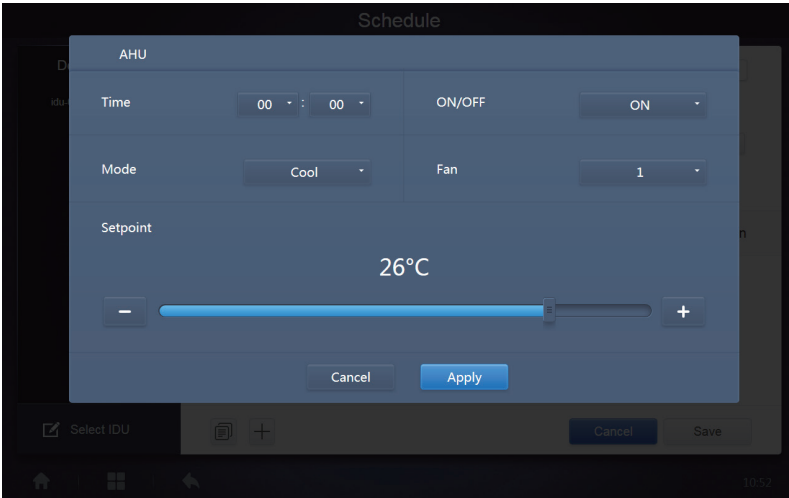 Schedule
AHU
Time 00 : 00 ON/OFF ON
Mode Cool Fan 1
Setpoint
26°C
− +
Cancel Apply
Select IDU Cancel Save
10:52